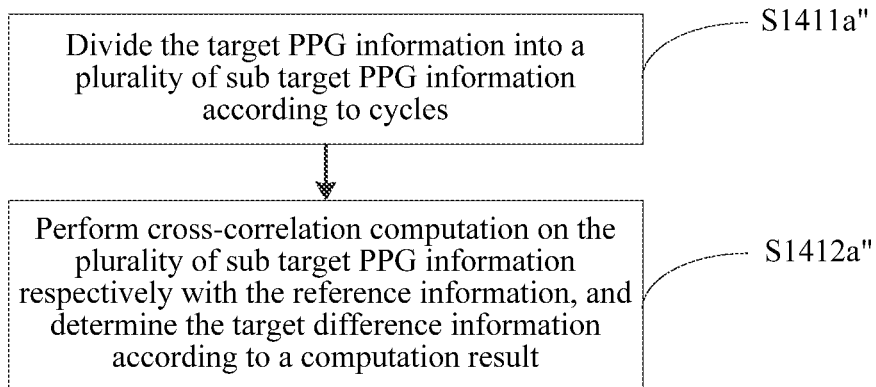 Divide the target PPG information into a
plurality of sub target PPG information
according to cycles
S1411a"
Perform cross-correlation computation on the
plurality of sub target PPG information
respectively with the reference information, and
determine the target difference information
according to a computation result
S1412a"